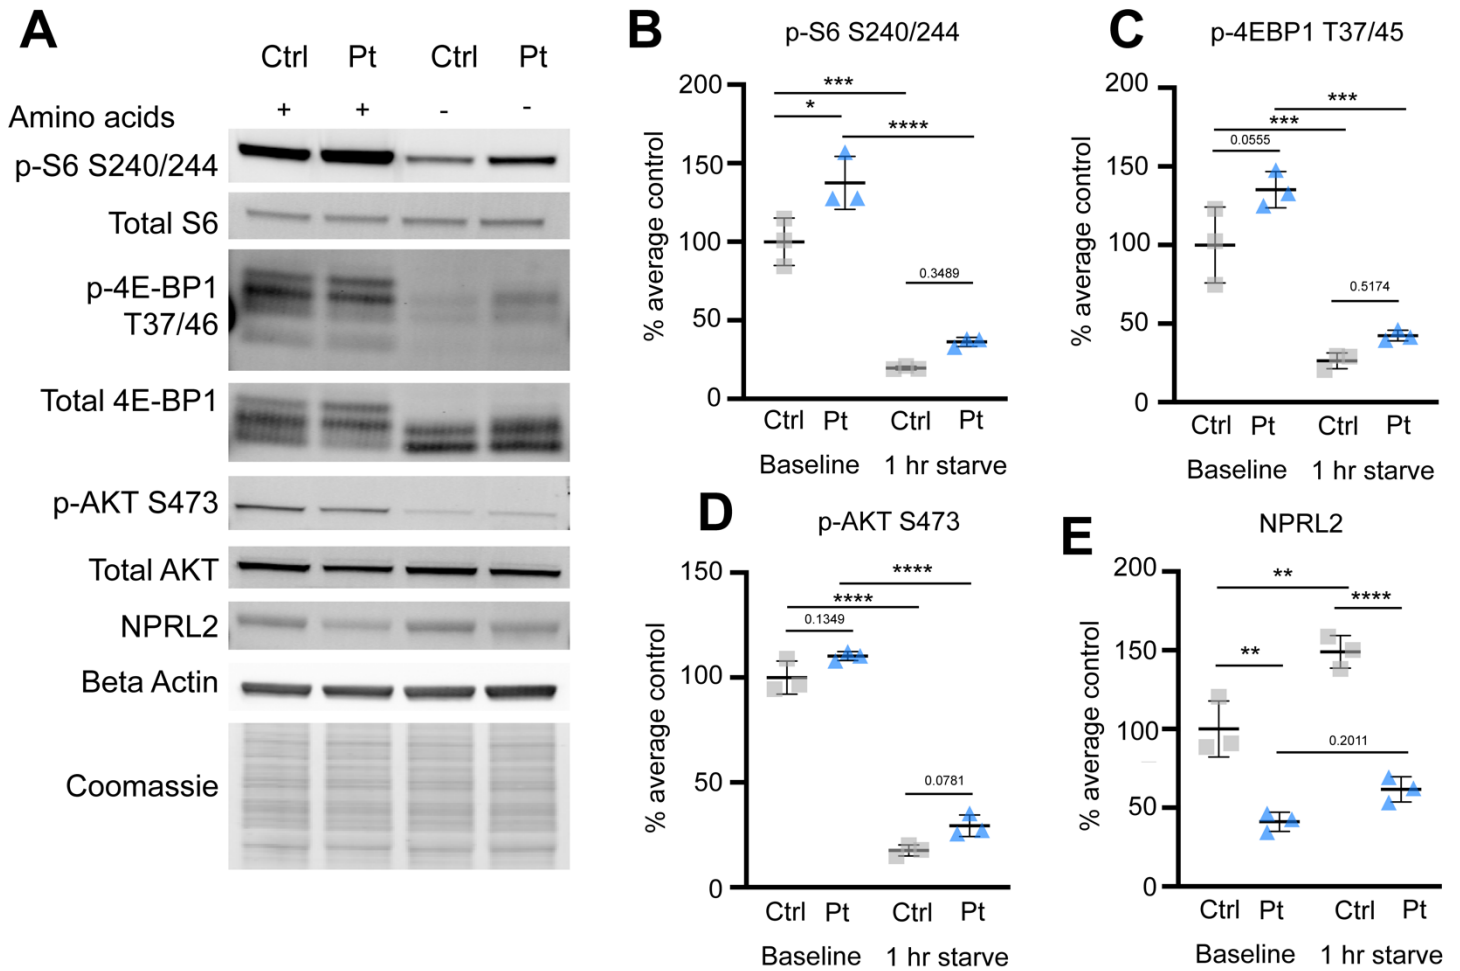 A
Ctrl Pt Ctrl Pt
Amino acids + + - -
p-S6 S240/244
Total S6
p-4E-BP1
T37/46
Total 4E-BP1
p-AKT S473
Total AKT
NPRL2
Beta Actin
Coomassie
B
p-S6 S240/244
% average control
200
150
100
50
0
***
*
****
0.3489
Ctrl Pt Ctrl Pt
Baseline 1 hr starve
C
p-4EBP1 T37/45
% average control
200
150
100
50
0
***
***
0.0555
0.5174
Ctrl Pt Ctrl Pt
Baseline 1 hr starve
D
p-AKT S473
% average control
150
100
50
0
****
****
0.1349
0.0781
Ctrl Pt Ctrl Pt
Baseline 1 hr starve
E
NPRL2
% average control
200
150
100
50
0
**
****
**
0.2011
Ctrl Pt Ctrl Pt
Baseline 1 hr starve